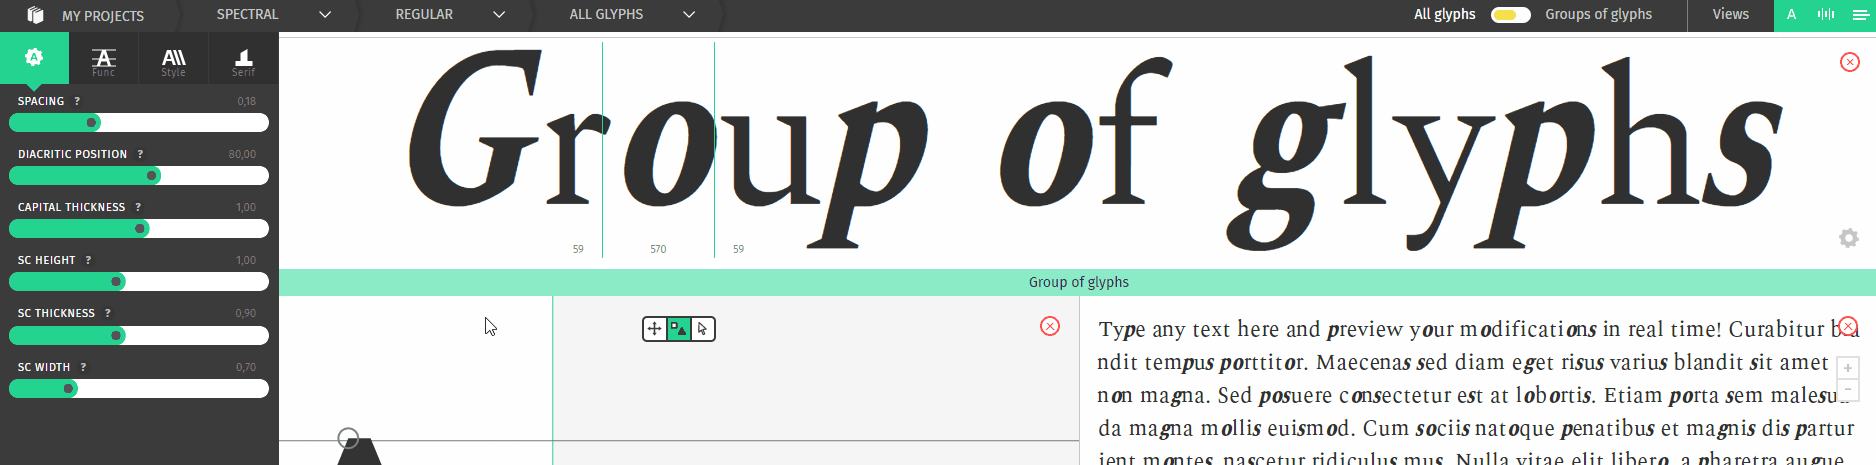 MY PROJECTS
SPECTRAL
REGULAR
ALL GLYPHS
All glyphs
Groups of glyphs
Views
A
A
Func
Style
Serif
SPACING ? 0,18
DIACRITIC POSITION ? 80,00
CAPITAL THICKNESS ? 1,00
SC HEIGHT ? 1,00
SC THICKNESS ? 0,90
SC WIDTH ? 0,70
Group of glyphs
59 570 59
Group of glyphs
Type any text here and preview your modifications in real time! Curabitur
ndit tempus porttitor. Maecenas sed diam eget risus varius blandit sit amet
non magna. Sed posuere consectetur est at lobortis. Etiam porta sem malesu
da magna mollis euismod. Cum sociis natoque penatibus et magnis dis partur
ient montes, nascetur ridiculus mus. Nulla vitae elit libero, a pharetra augue